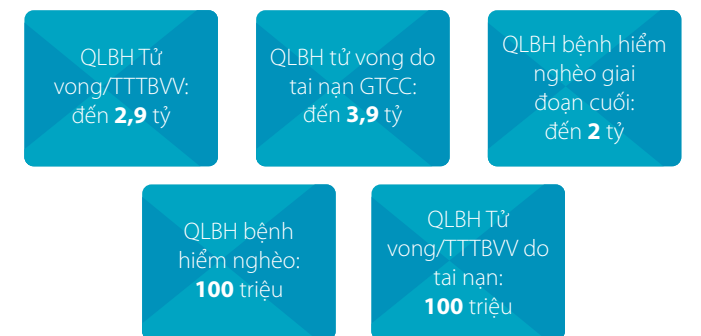 QLBH Tử
vong/TTTBVV:
đến 2,9 tỷ
QLBH tử vong do
tai nạn GTCC:
đến 3,9 tỷ
QLBH bệnh hiểm
nghèo giai
đoạn cuối:
đến 2 tỷ
QLBH bệnh
hiểm nghèo:
100 triệu
QLBH Tử
vong/TTTBVV do
tai nạn:
100 triệu